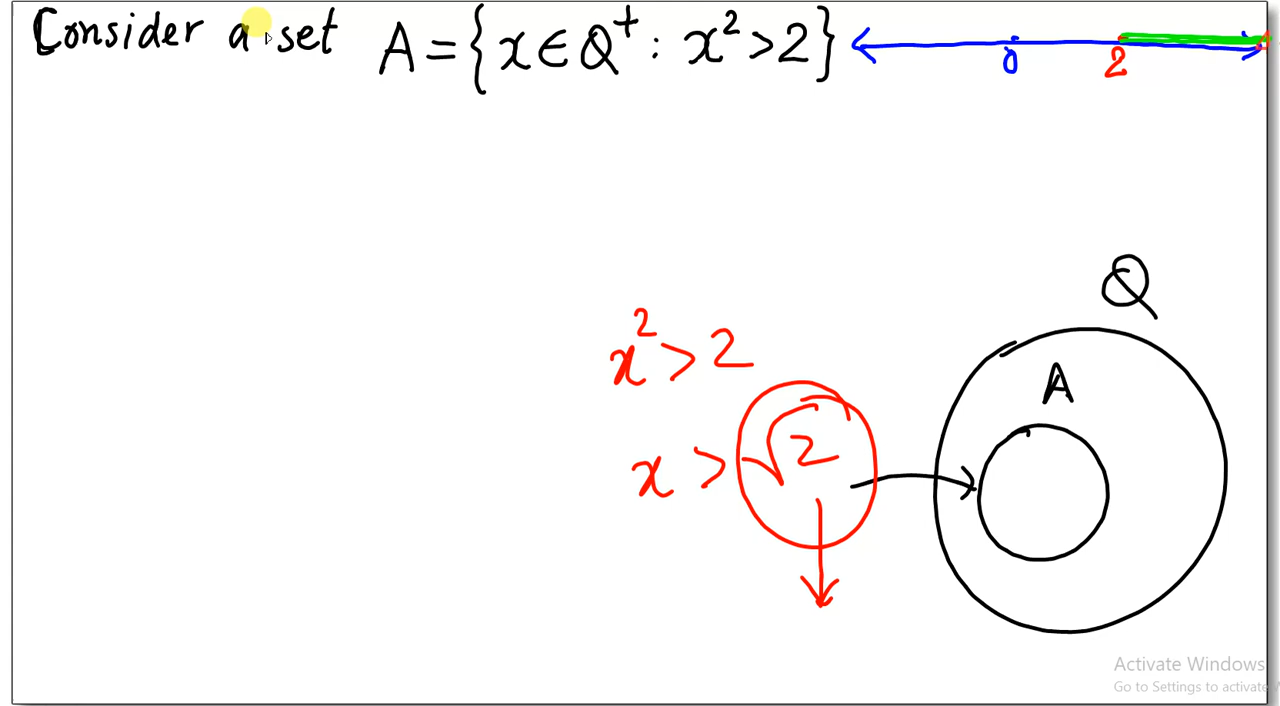 Consider a set A = {x ∈ Q⁺ : x² > 2}
0 2
Q
x² > 2
A
x > √2
Activate Windows
Go to Settings to activate